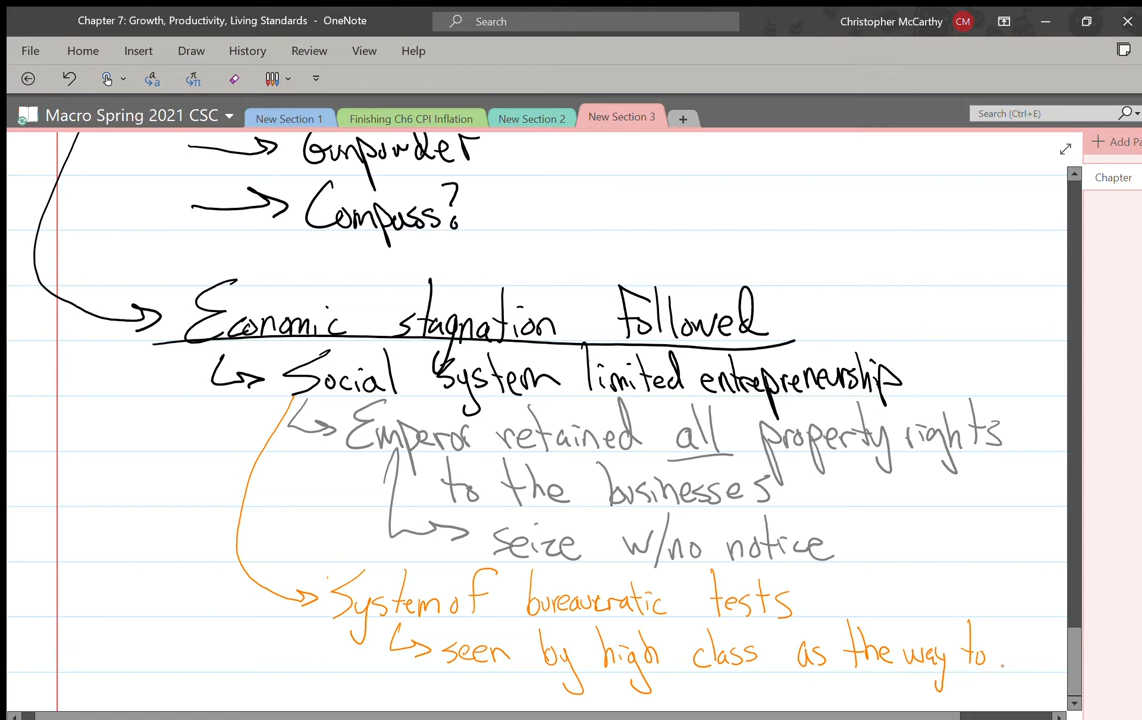 Chapter 7: Growth, Productivity, Living Standards - OneNote
Search
Christopher McCarthy
CM
File Home Insert Draw History Review View Help
Macro Spring 2021 CSC
New Section 1
Finishing Ch6 CPI Inflation
New Section 2
New Section 3
Search (Ctrl+E)
Add Pa
Chapter
→ Gunpowder
→ Compass?
→ Economic stagnation followed
↳ Social System limited entrepreneurship
↳ Emperor retained all property rights
to the businesses
↳ seize w/no notice
→ System of bureaucratic tests
↳ seen by high class as the way to